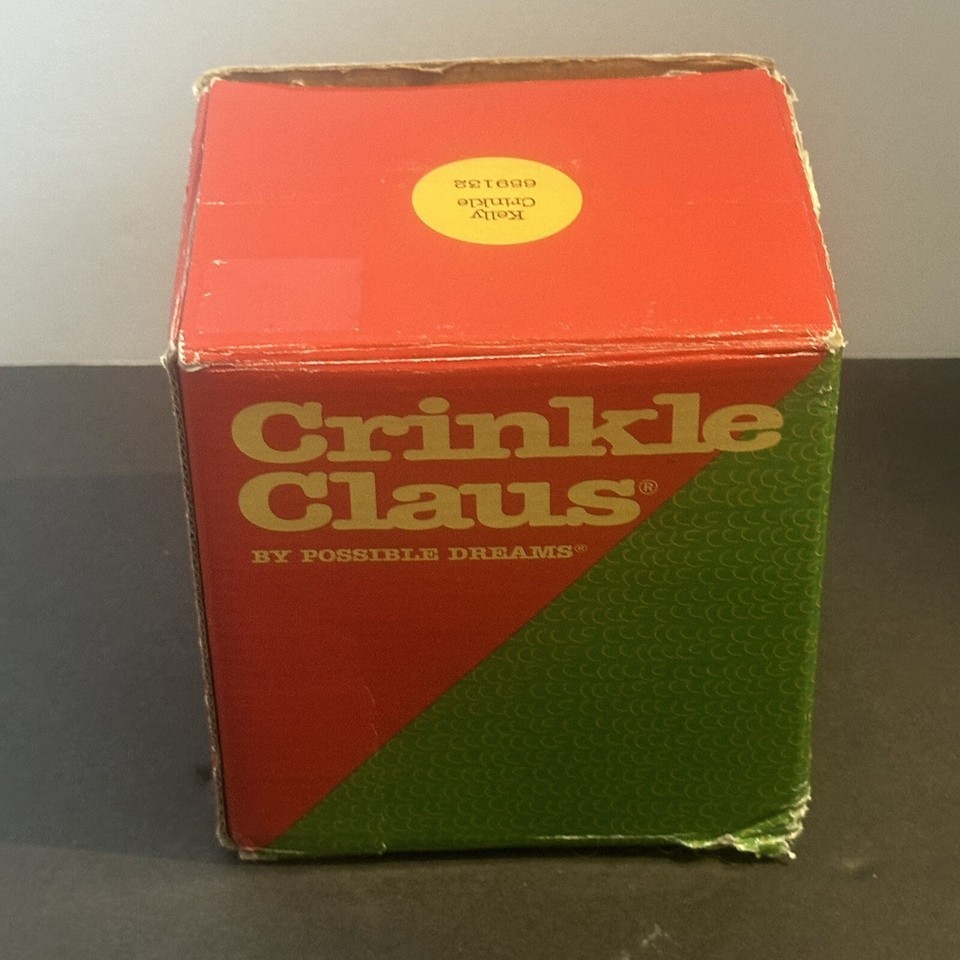 Kelly
Crinkle
659132
Crinkle
Claus®
BY POSSIBLE DREAMS®